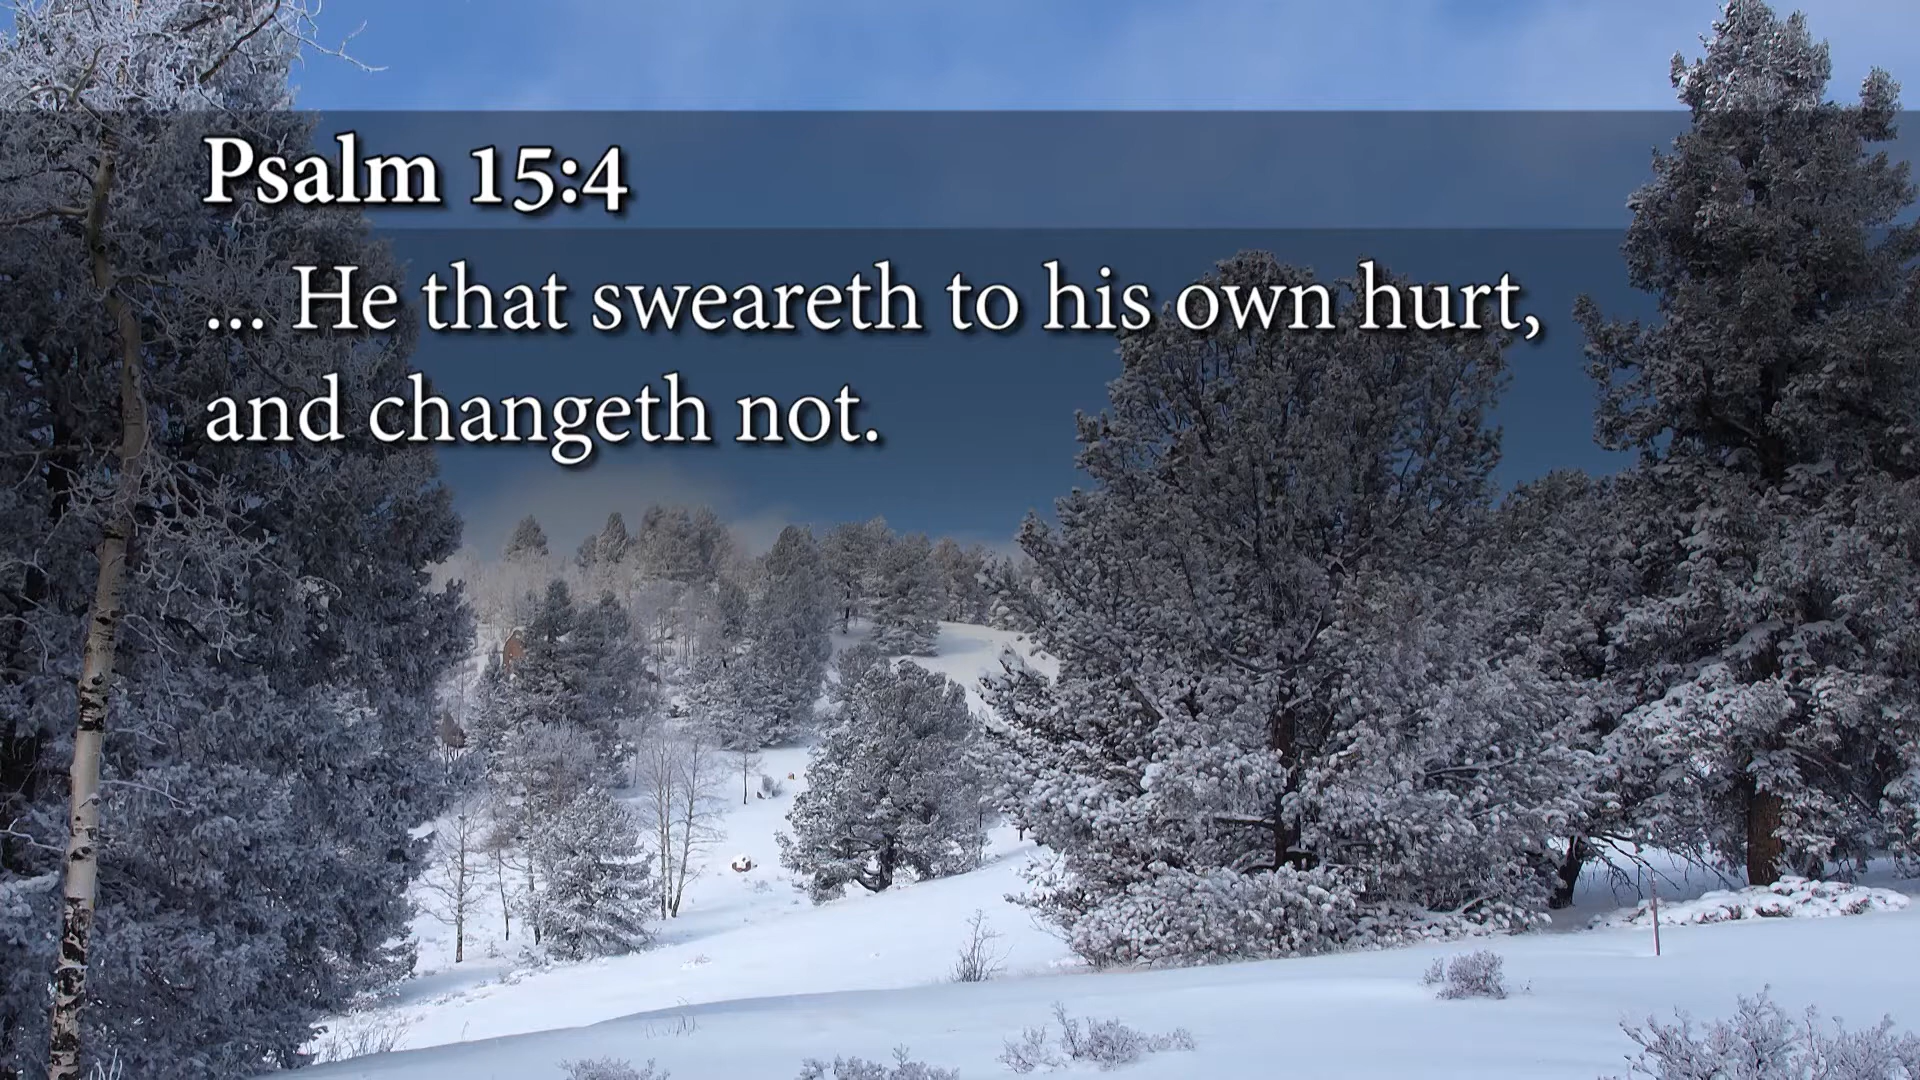 Psalm 15:4
... He that sweareth to his own hurt,
and changeth not.